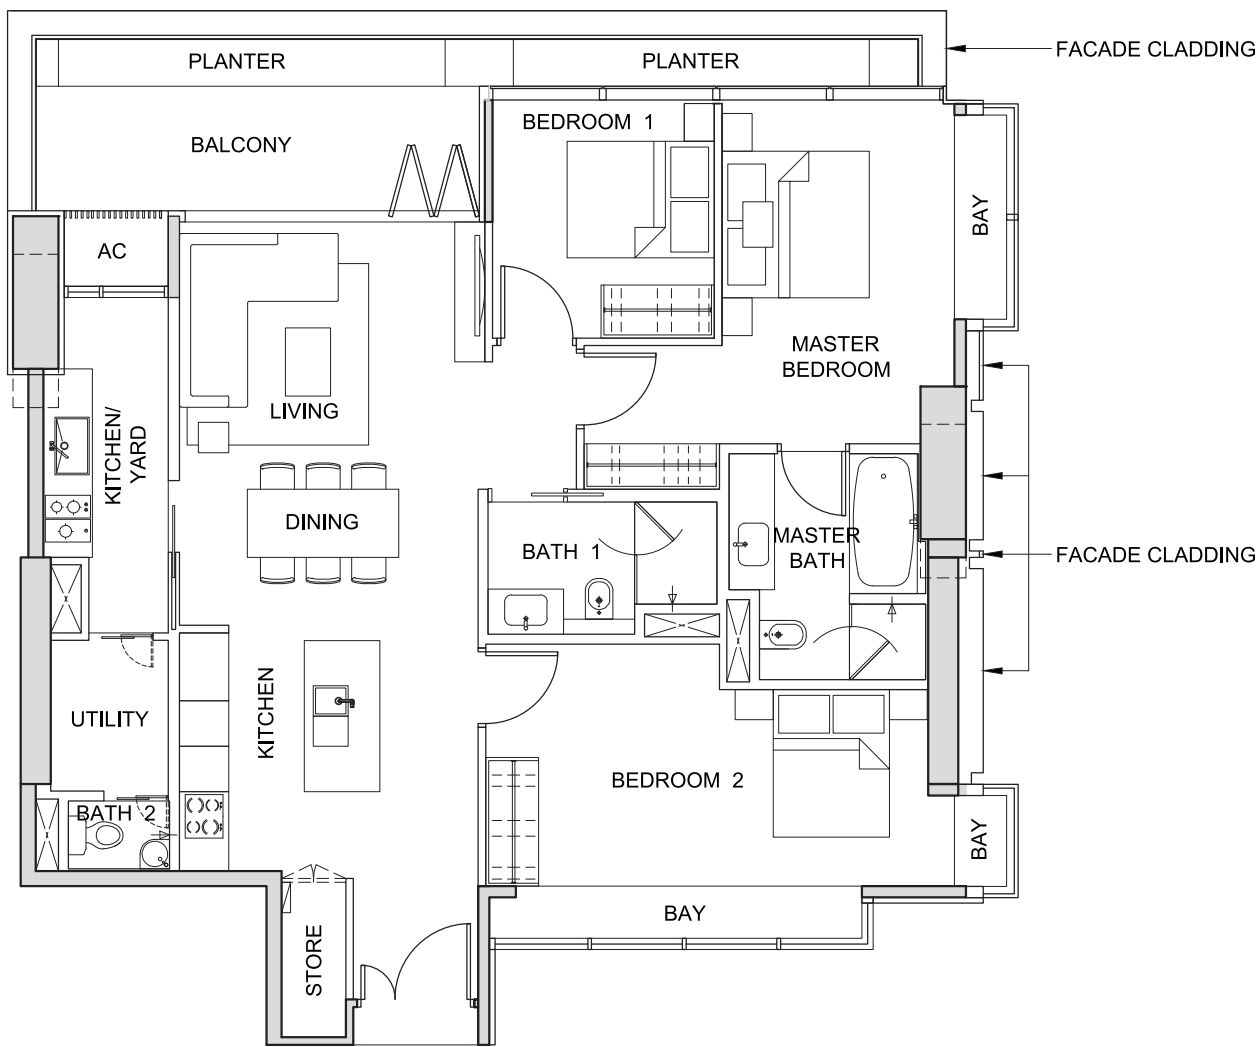 FACADE CLADDING
PLANTER
PLANTER
BEDROOM 1
BALCONY
BAY
AC
MASTER
BEDROOM
LIVING
KITCHEN/
YARD
DINING
BATH 1
MASTER
BATH
FACADE CLADDING
KITCHEN
UTILITY
BEDROOM 2
BATH 2
BAY
BAY
STORE